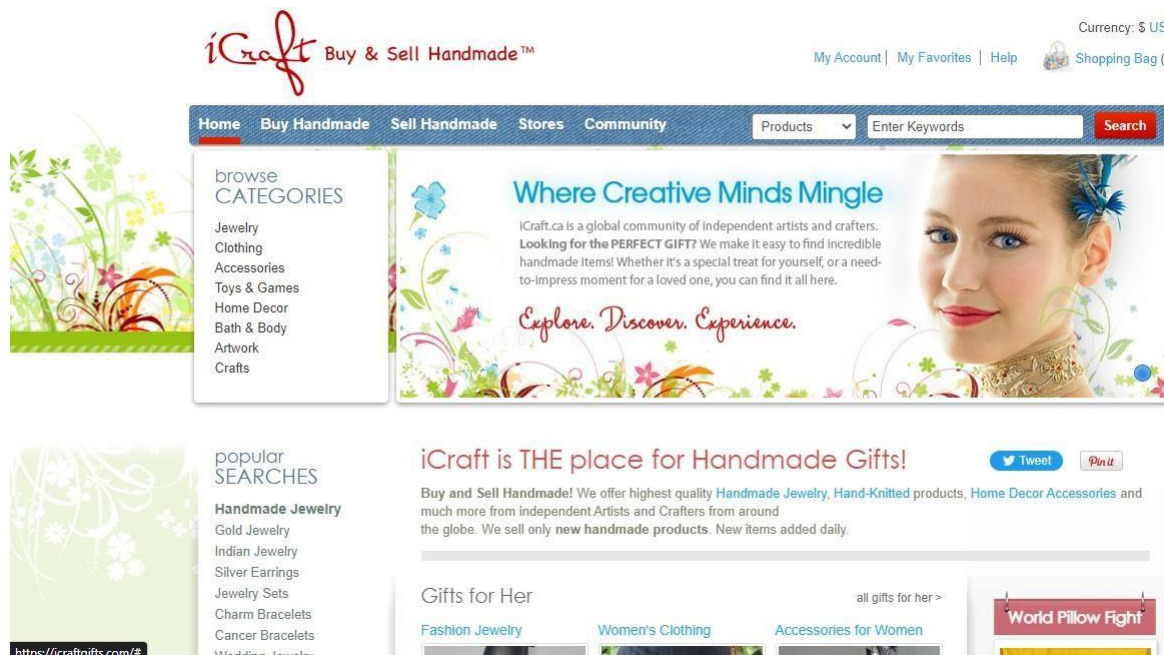 iCraft Buy & Sell Handmade™
Currency: $ US
My Account | My Favorites | Help
Shopping Bag (
Home Buy Handmade Sell Handmade Stores Community
Products
Enter Keywords
Search
browse
CATEGORIES
Jewelry
Clothing
Accessories
Toys & Games
Home Decor
Bath & Body
Artwork
Crafts
Where Creative Minds Mingle
iCraft.ca is a global community of independent artists and crafters.
Looking for the PERFECT GIFT? We make it easy to find incredible
handmade items! Whether it's a special treat for yourself, or a need-
to-impress moment for a loved one, you can find it all here.
Explore. Discover. Experience.
popular
SEARCHES
Handmade Jewelry
Gold Jewelry
Indian Jewelry
Silver Earrings
Jewelry Sets
Charm Bracelets
Cancer Bracelets
Wedding Jewelry
iCraft is THE place for Handmade Gifts!
Tweet
Pin it
Buy and Sell Handmade! We offer highest quality Handmade Jewelry, Hand-Knitted products, Home Decor Accessories and
much more from independent Artists and Crafters from around
the globe. We sell only new handmade products. New items added daily.
Gifts for Her
all gifts for her >
Fashion Jewelry
Women's Clothing
Accessories for Women
World Pillow Fight
https://icraftgifts.com/#